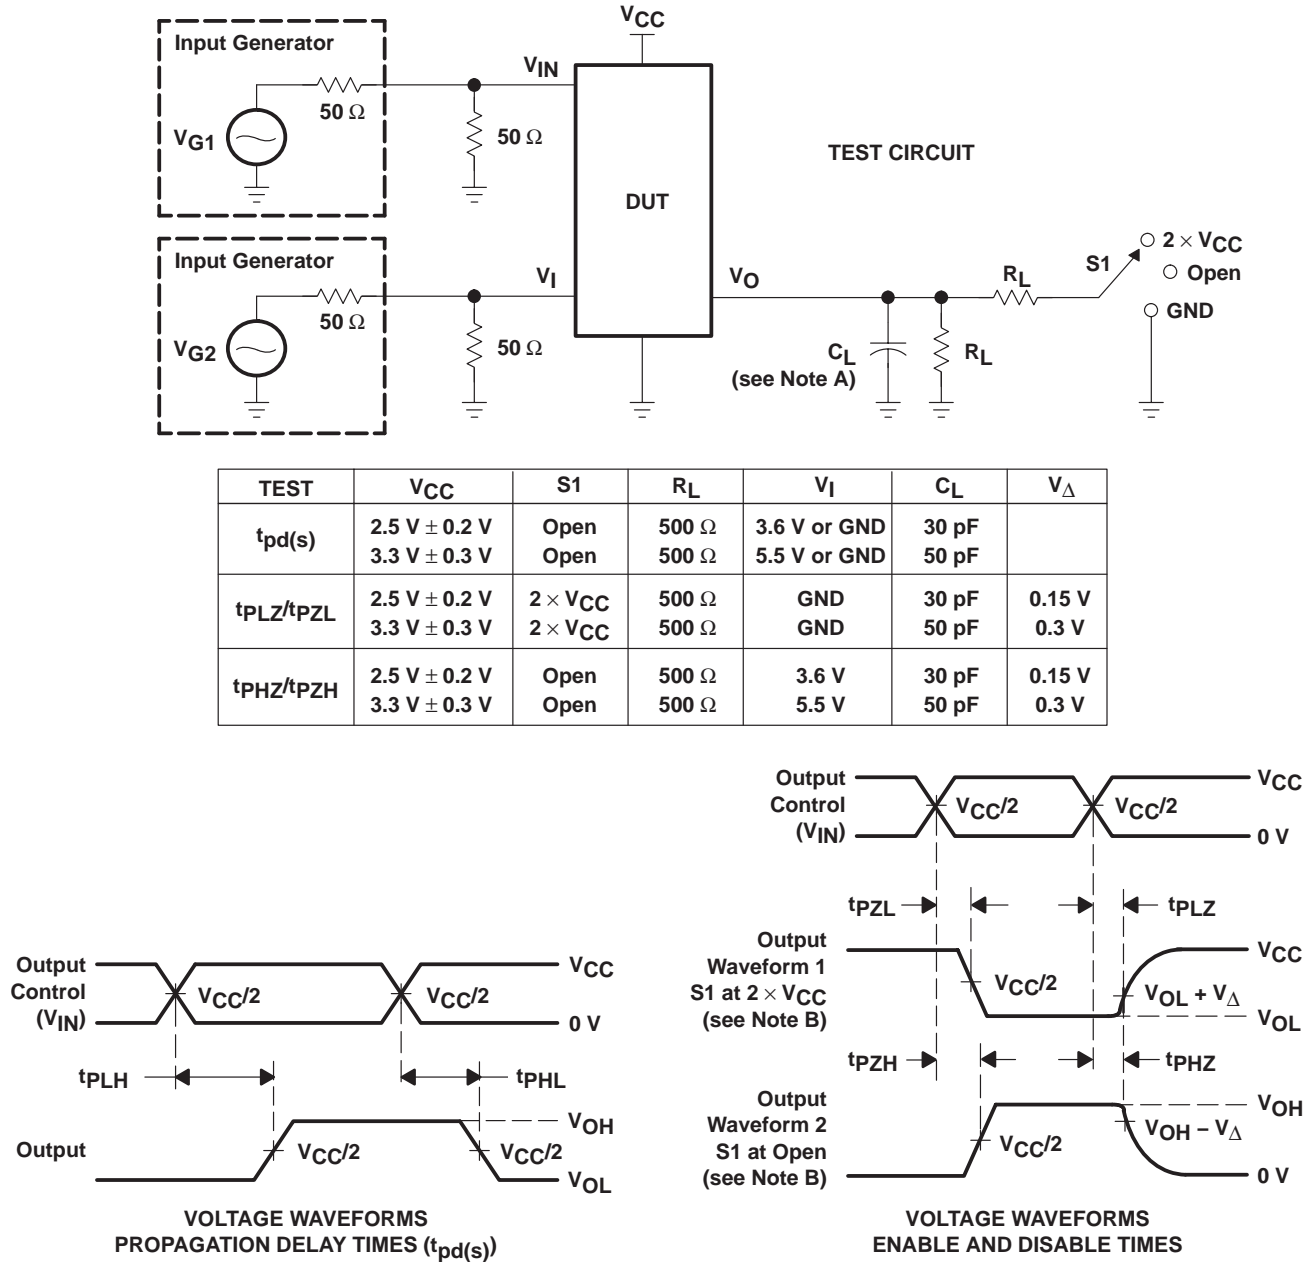 VCC
Input Generator
VIN
50 Ω
VG1
50 Ω
TEST CIRCUIT
DUT
Input Generator
VI
VO
50 Ω
VG2
50 Ω
CL
(see Note A)
RL
RL
S1
2 × VCC
Open
GND
TEST VCC S1 RL VI CL VΔ
tpd(s)
2.5 V ± 0.2 V Open 500 Ω 3.6 V or GND 30 pF
3.3 V ± 0.3 V Open 500 Ω 5.5 V or GND 50 pF
tPLZ/tPZL
2.5 V ± 0.2 V 2 × VCC 500 Ω GND 30 pF 0.15 V
3.3 V ± 0.3 V 2 × VCC 500 Ω GND 50 pF 0.3 V
tPHZ/tPZH
2.5 V ± 0.2 V Open 500 Ω 3.6 V 30 pF 0.15 V
3.3 V ± 0.3 V Open 500 Ω 5.5 V 50 pF 0.3 V
Output
Control
(VIN)
VCC/2
VCC/2
VCC
0 V
tPLH
tPHL
Output
VCC/2
VCC/2
VOH
VOL
VOLTAGE WAVEFORMS
PROPAGATION DELAY TIMES (tpd(s))
Output
Control
(VIN)
VCC/2
VCC/2
VCC
0 V
tPZL
tPLZ
Output
Waveform 1
S1 at 2 × VCC
(see Note B)
VCC/2
VCC
VOL + VΔ
VOL
tPZH
tPHZ
Output
Waveform 2
S1 at Open
(see Note B)
VCC/2
VOH
VOH − VΔ
0 V
VOLTAGE WAVEFORMS
ENABLE AND DISABLE TIMES